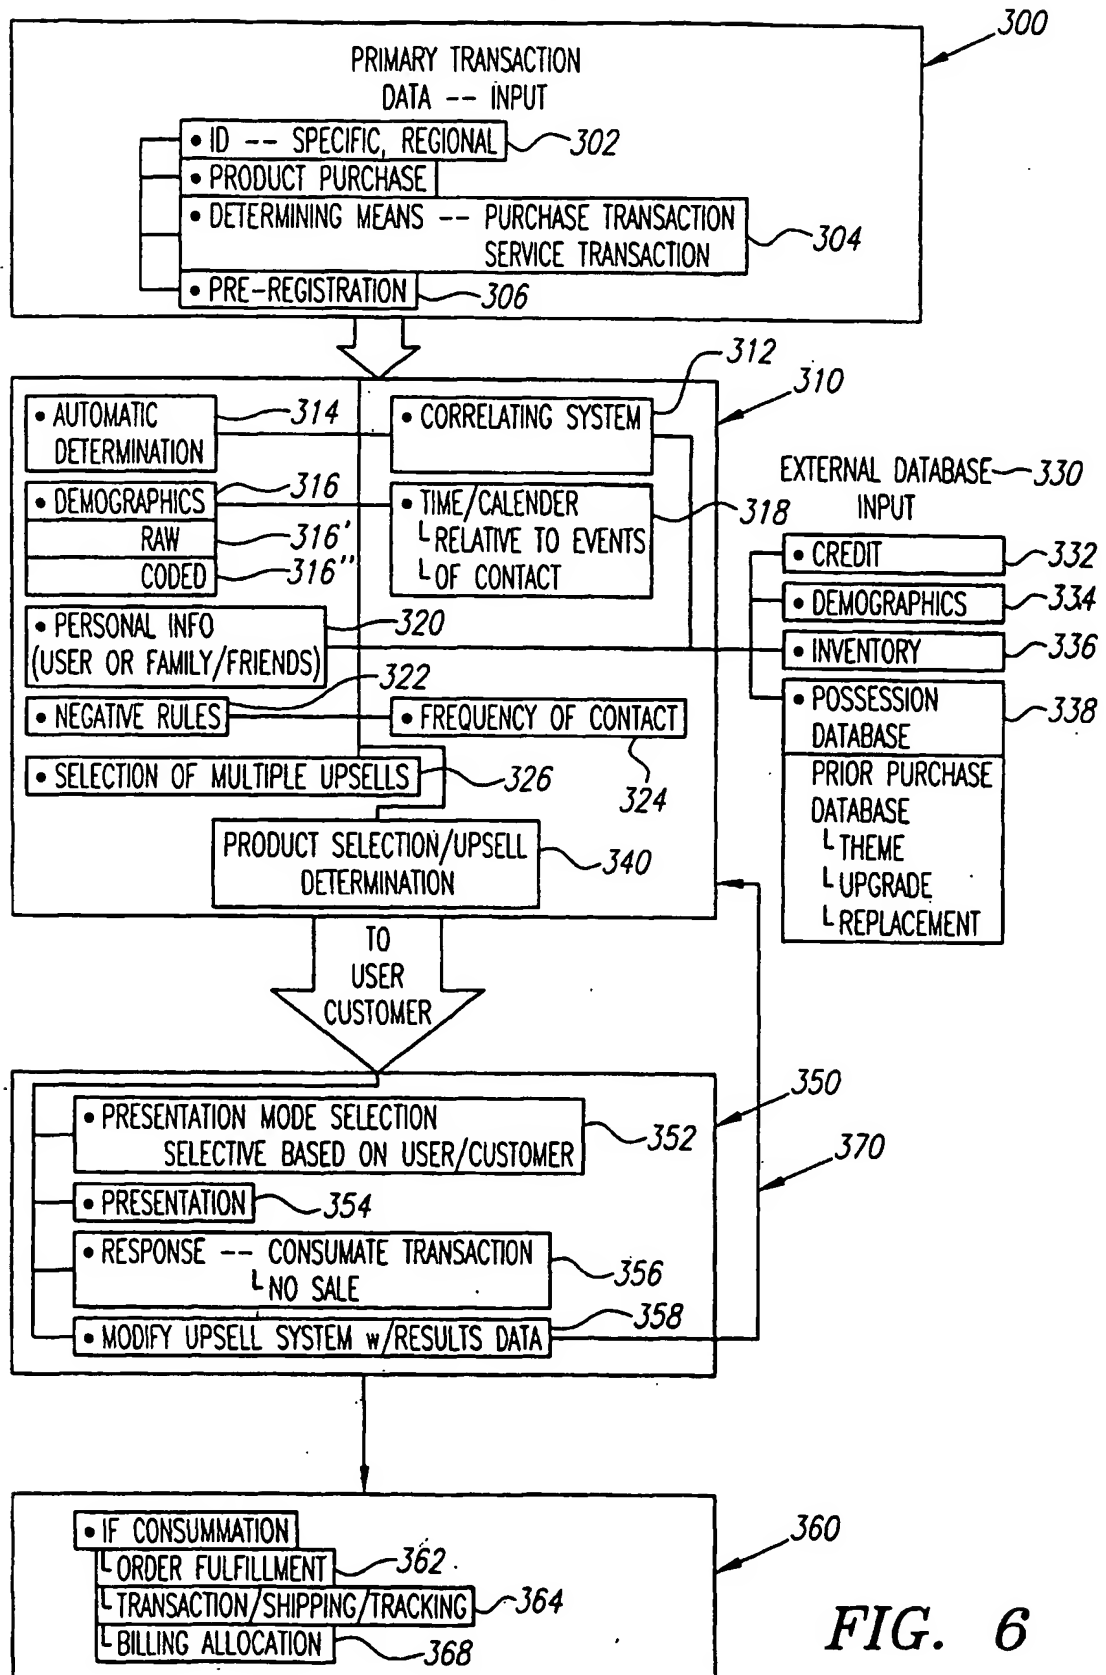 300
PRIMARY TRANSACTION
DATA -- INPUT
• ID -- SPECIFIC, REGIONAL 302
• PRODUCT PURCHASE
• DETERMINING MEANS -- PURCHASE TRANSACTION
SERVICE TRANSACTION 304
• PRE-REGISTRATION 306
312
310
• AUTOMATIC
DETERMINATION
314
• CORRELATING SYSTEM
• DEMOGRAPHICS
316
RAW 316'
CODED 316"
• TIME/CALENDER
└ RELATIVE TO EVENTS
└ OF CONTACT
318
• PERSONAL INFO
(USER OR FAMILY/FRIENDS)
320
322
• NEGATIVE RULES
• FREQUENCY OF CONTACT
324
• SELECTION OF MULTIPLE UPSELLS 326
PRODUCT SELECTION/UPSELL
DETERMINATION
340
EXTERNAL DATABASE 330
INPUT
• CREDIT 332
• DEMOGRAPHICS 334
• INVENTORY 336
• POSSESSION
DATABASE
338
PRIOR PURCHASE
DATABASE
└ THEME
└ UPGRADE
└ REPLACEMENT
TO
USER
CUSTOMER
350
370
• PRESENTATION MODE SELECTION
SELECTIVE BASED ON USER/CUSTOMER
352
• PRESENTATION 354
• RESPONSE -- CONSUMATE TRANSACTION
└ NO SALE
356
• MODIFY UPSELL SYSTEM w/RESULTS DATA 358
360
• IF CONSUMMATION
└ ORDER FULFILLMENT 362
└ TRANSACTION/SHIPPING/TRACKING 364
└ BILLING ALLOCATION 368
FIG. 6